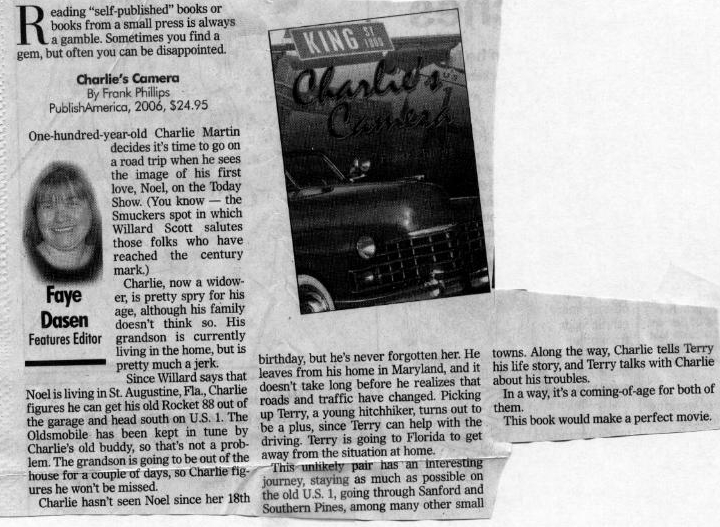 Reading “self-published” books or
books from a small press is always
a gamble. Sometimes you find a
gem, but often you can be disappointed.
Charlie's Camera
By Frank Phillips
PublishAmerica, 2006, $24.95
One-hundred-year-old Charlie Martin
decides it's time to go on
a road trip when he sees
the image of his first
love, Noel, on the Today
Show. (You know — the
Smuckers spot in which
Willard Scott salutes
those folks who have
reached the century
mark.)
Charlie, now a widow-
er, is pretty spry for his
age, although his family
doesn't think so. His
grandson is currently
living in the home, but is
pretty much a jerk.
Since Willard says that
Noel is living in St. Augustine, Fla., Charlie
figures he can get his old Rocket 88 out of
the garage and head south on U.S. 1. The
Oldsmobile has been kept in tune by
Charlie's old buddy, so that's not a prob-
lem. The grandson is going to be out of the
house for a couple of days, so Charlie fig-
ures he won't be missed.
Charlie hasn't seen Noel since her 18th
Faye
Dasen
Features Editor
KING ST
Charlie's
Camera
U.S
birthday, but he's never forgotten her. He
leaves from his home in Maryland, and it
doesn't take long before he realizes that
roads and traffic have changed. Picking
up Terry, a young hitchhiker, turns out to
be a plus, since Terry can help with the
driving. Terry is going to Florida to get
away from the situation at home.
This unlikely pair has an interesting
journey, staying as much as possible on
the old U.S. 1, going through Sanford and
Southern Pines, among many other small
towns. Along the way, Charlie tells Terry
his life story, and Terry talks with Charlie
about his troubles.
In a way, it's a coming-of-age for both of
them.
This book would make a perfect movie.